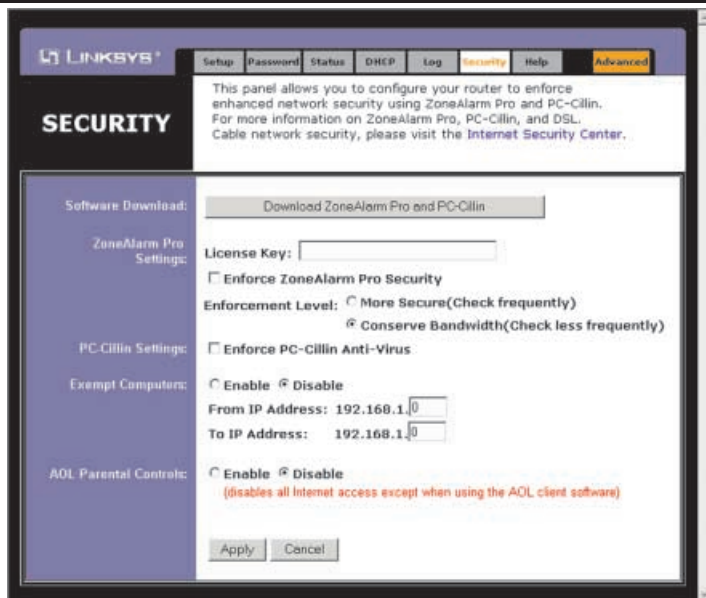 LINKSYS®
Setup Password Status DHCP Log Security Help Advanced
SECURITY
This panel allows you to configure your router to enforce
enhanced network security using ZoneAlarm Pro and PC-Cillin.
For more information on ZoneAlarm Pro, PC-Cillin, and DSL.
Cable network security, please visit the Internet Security Center.
Software Download:
Download ZoneAlarm Pro and PC-Cillin
ZoneAlarm Pro
Settings:
License Key:
Enforce ZoneAlarm Pro Security
Enforcement Level: More Secure(Check frequently)
Conserve Bandwidth(Check less frequently)
PC-Cillin Settings: Enforce PC-Cillin Anti-Virus
Exempt Computers: Enable Disable
From IP Address: 192.168.1.0
To IP Address: 192.168.1.0
AOL Parental Controls: Enable Disable
(disables all Internet access except when using the AOL client software)
Apply Cancel